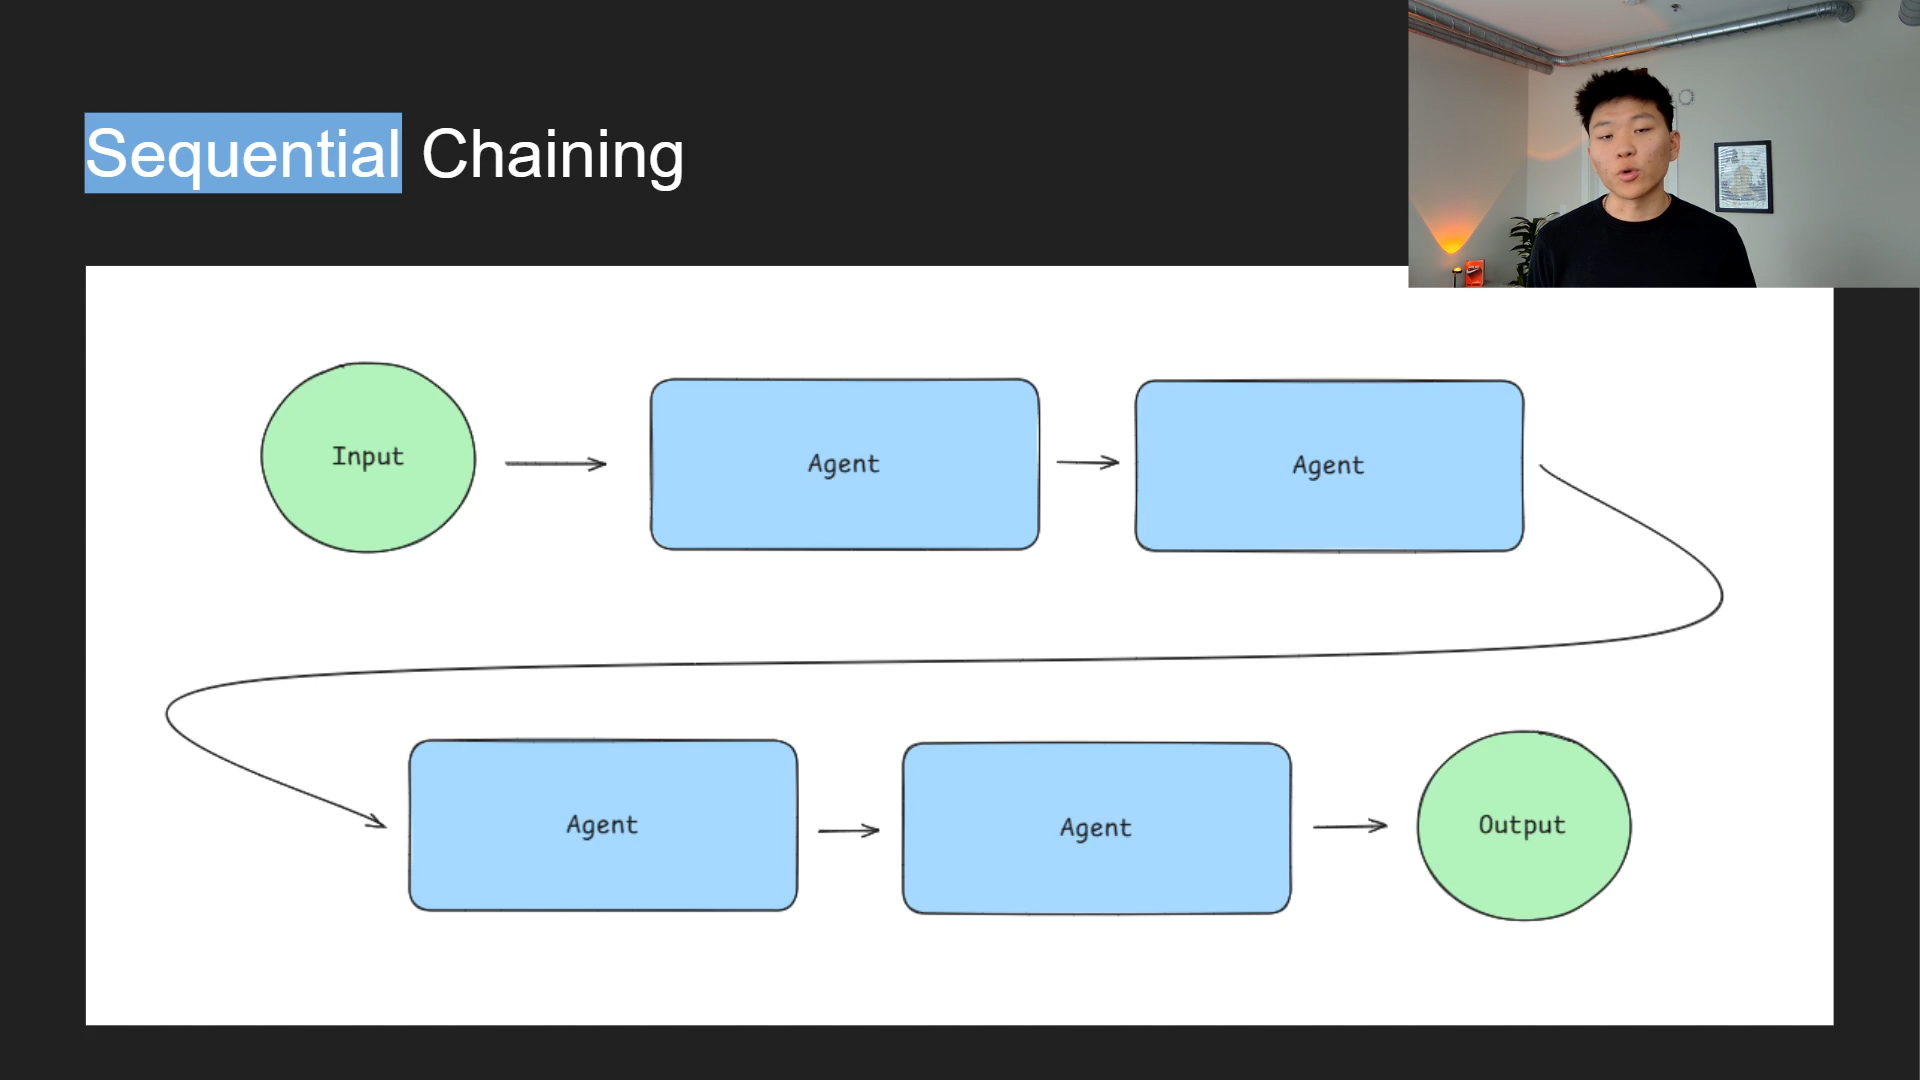 Sequential Chaining
Input
Agent
Agent
Agent
Agent
Output